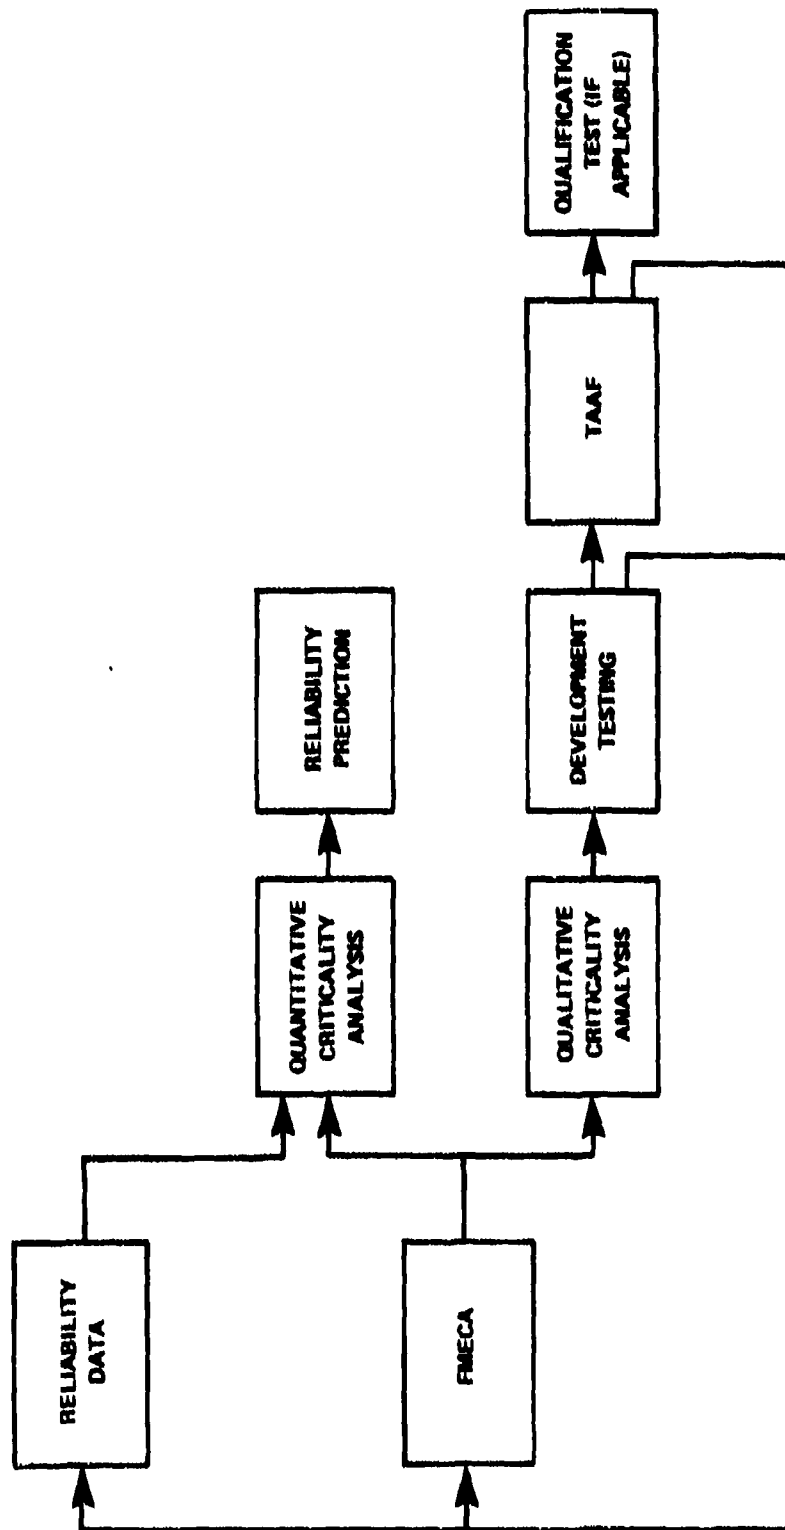 RELIABILITY
DATA
FMECA
QUANTITATIVE
CRITICALITY
ANALYSIS
QUALITATIVE
CRITICALITY
ANALYSIS
RELIABILITY
PREDICTION
DEVELOPMENT
TESTING
TAAF
QUALIFICATION
TEST (IF
APPLICABLE)